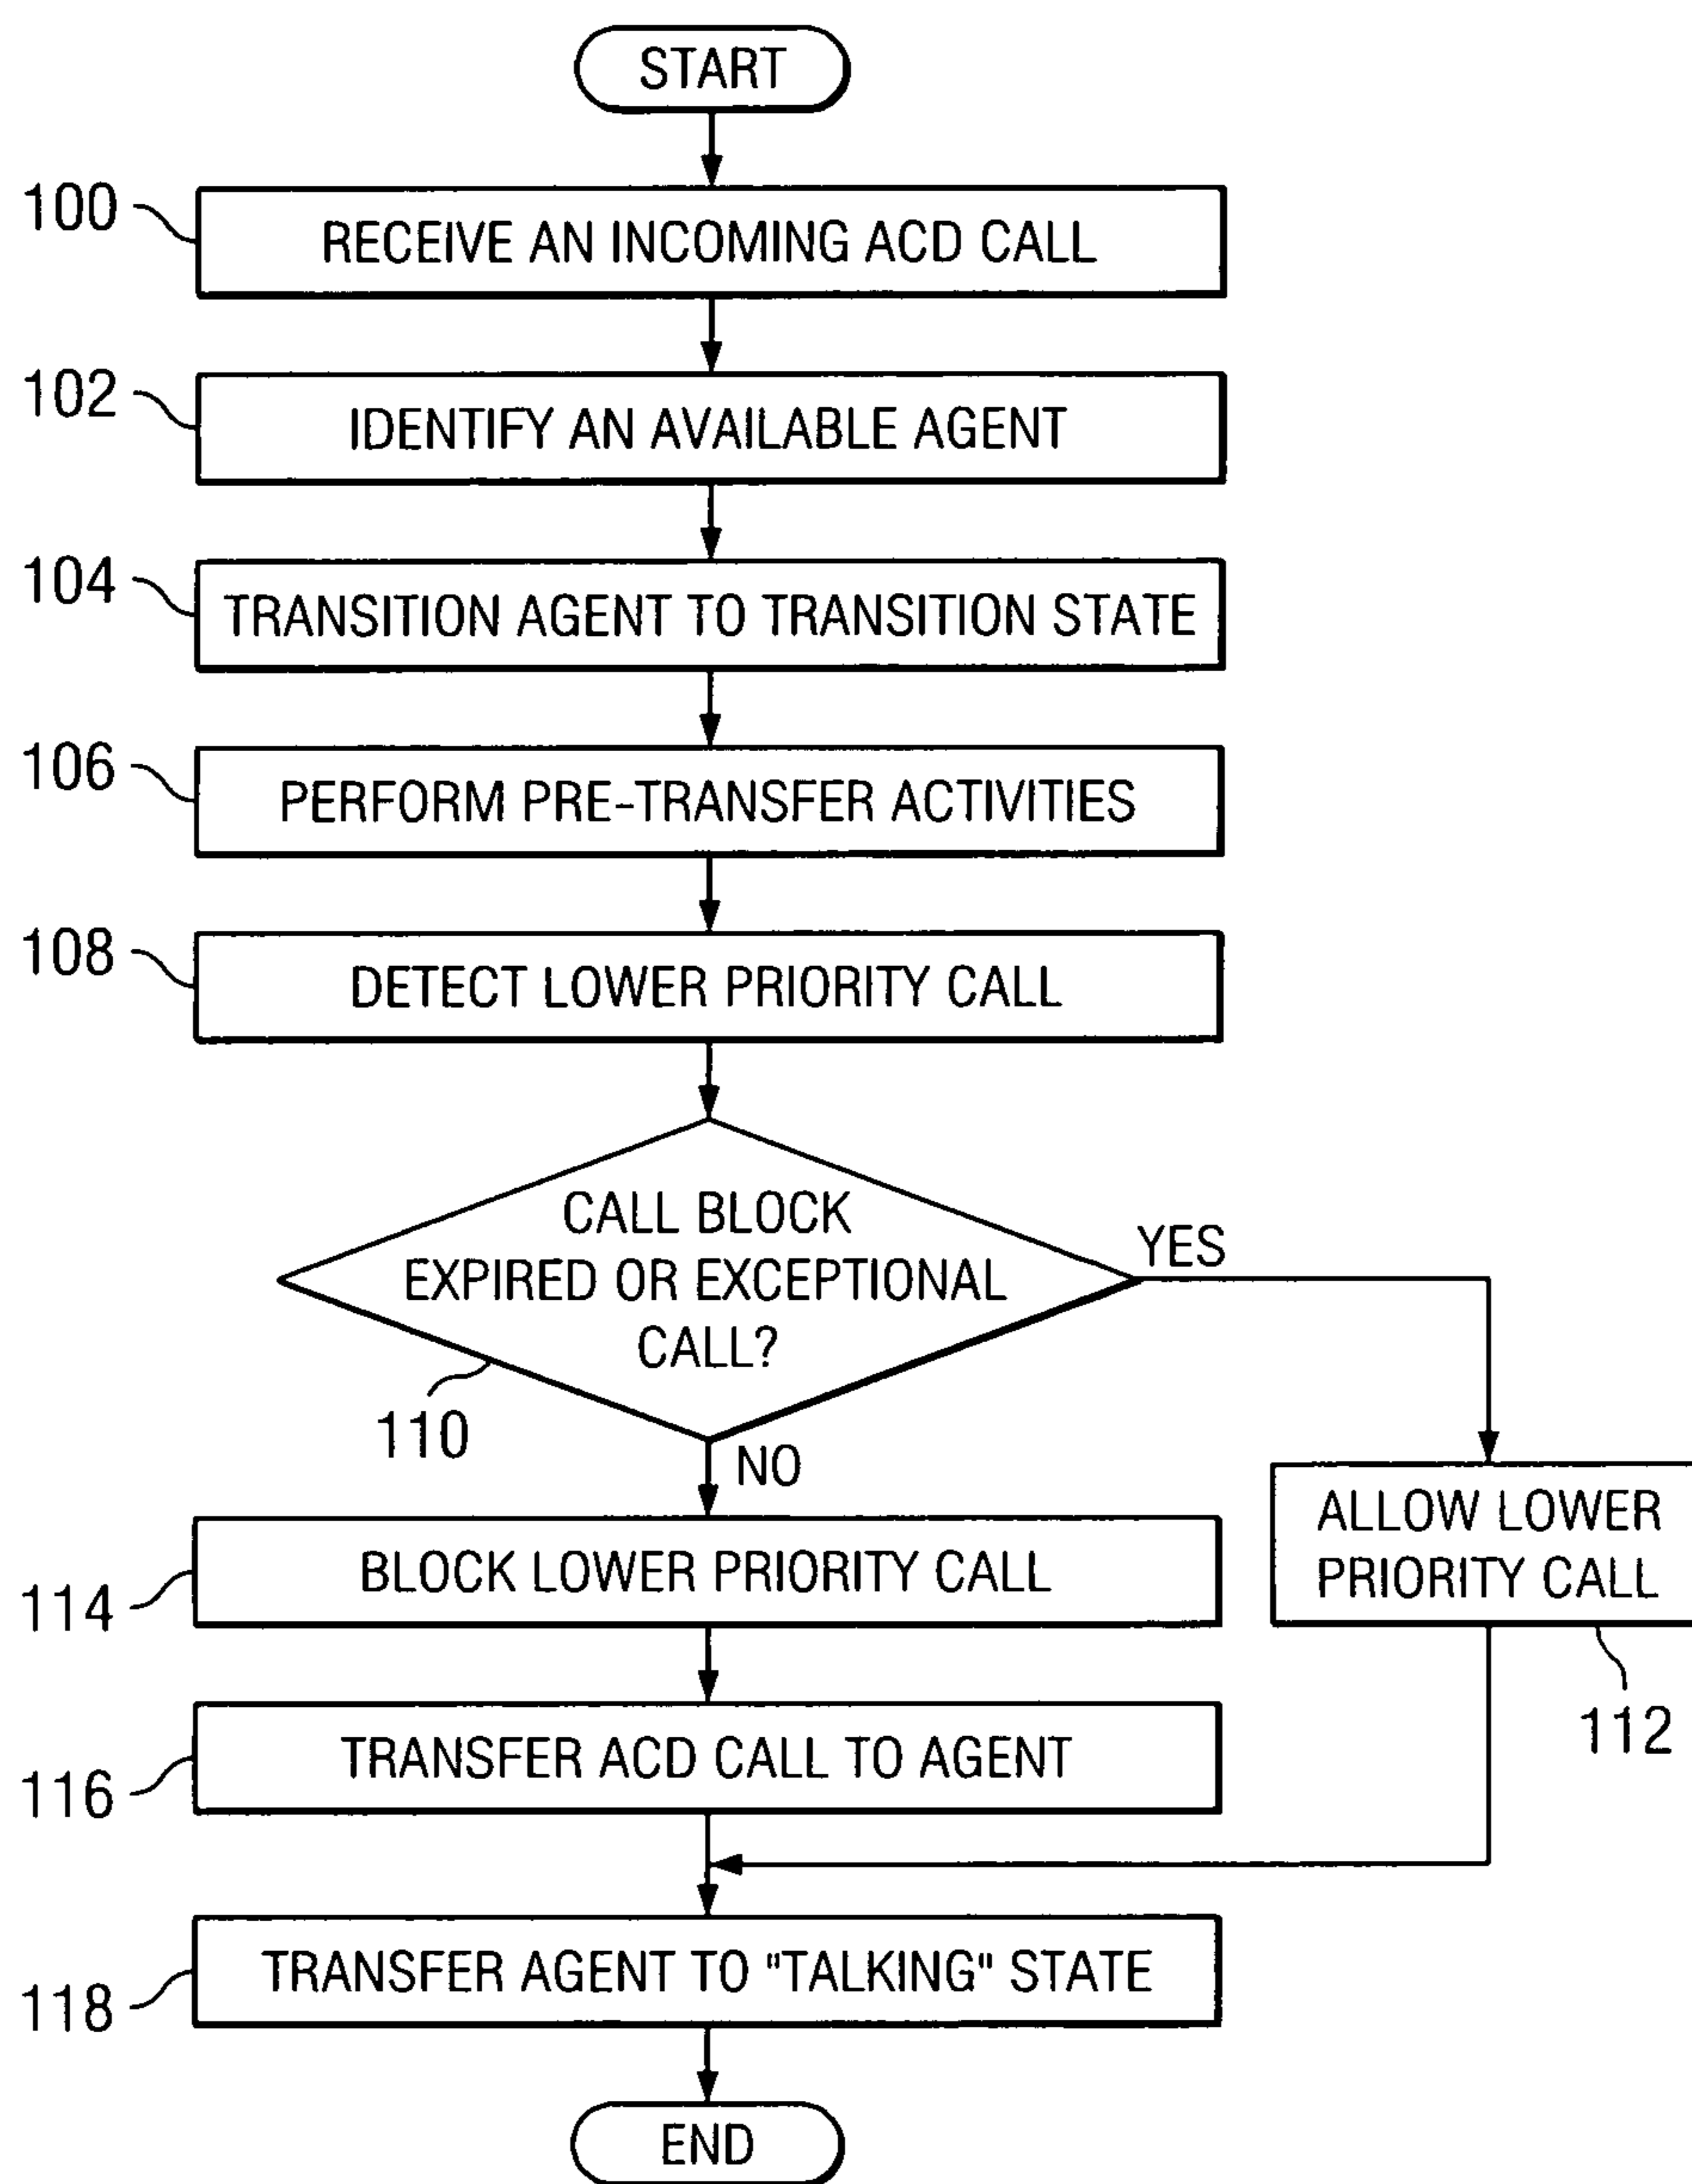 START
100
RECEIVE AN INCOMING ACD CALL
102
IDENTIFY AN AVAILABLE AGENT
104
TRANSITION AGENT TO TRANSITION STATE
106
PERFORM PRE-TRANSFER ACTIVITIES
108
DETECT LOWER PRIORITY CALL
CALL BLOCK
EXPIRED OR EXCEPTIONAL
CALL?
YES
110
NO
ALLOW LOWER
PRIORITY CALL
112
114
BLOCK LOWER PRIORITY CALL
116
TRANSFER ACD CALL TO AGENT
118
TRANSFER AGENT TO "TALKING" STATE
END